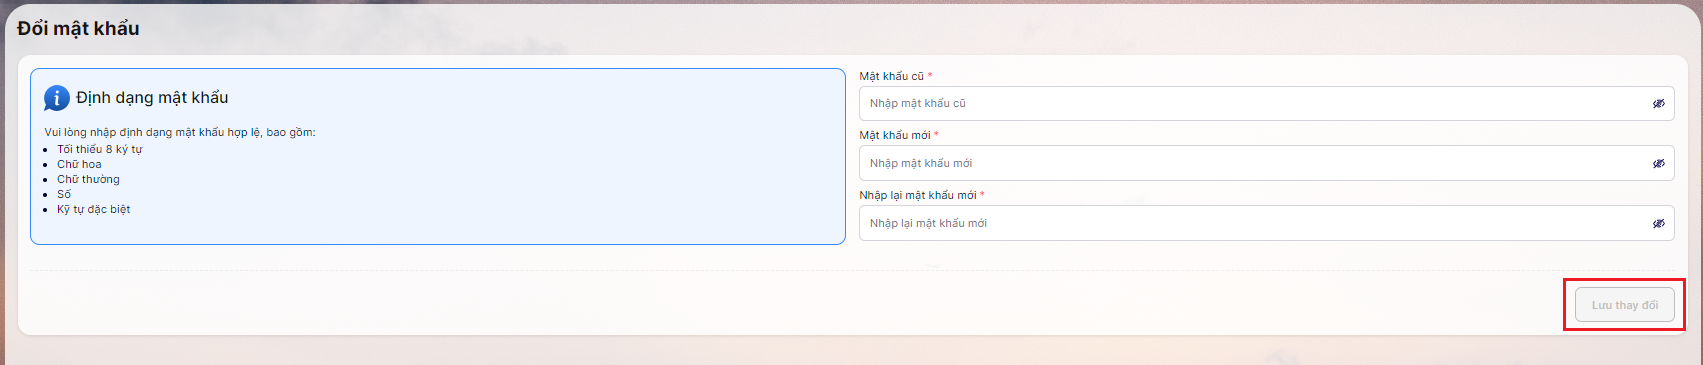 Đổi mật khẩu
Định dạng mật khẩu
Vui lòng nhập định dạng mật khẩu hợp lệ, bao gồm:
Tối thiểu 8 ký tự
Chữ hoa
Chữ thường
Số
Ký tự đặc biệt
Mật khẩu cũ *
Nhập mật khẩu cũ
Mật khẩu mới *
Nhập mật khẩu mới
Nhập lại mật khẩu mới *
Nhập lại mật khẩu mới
Lưu thay đổi